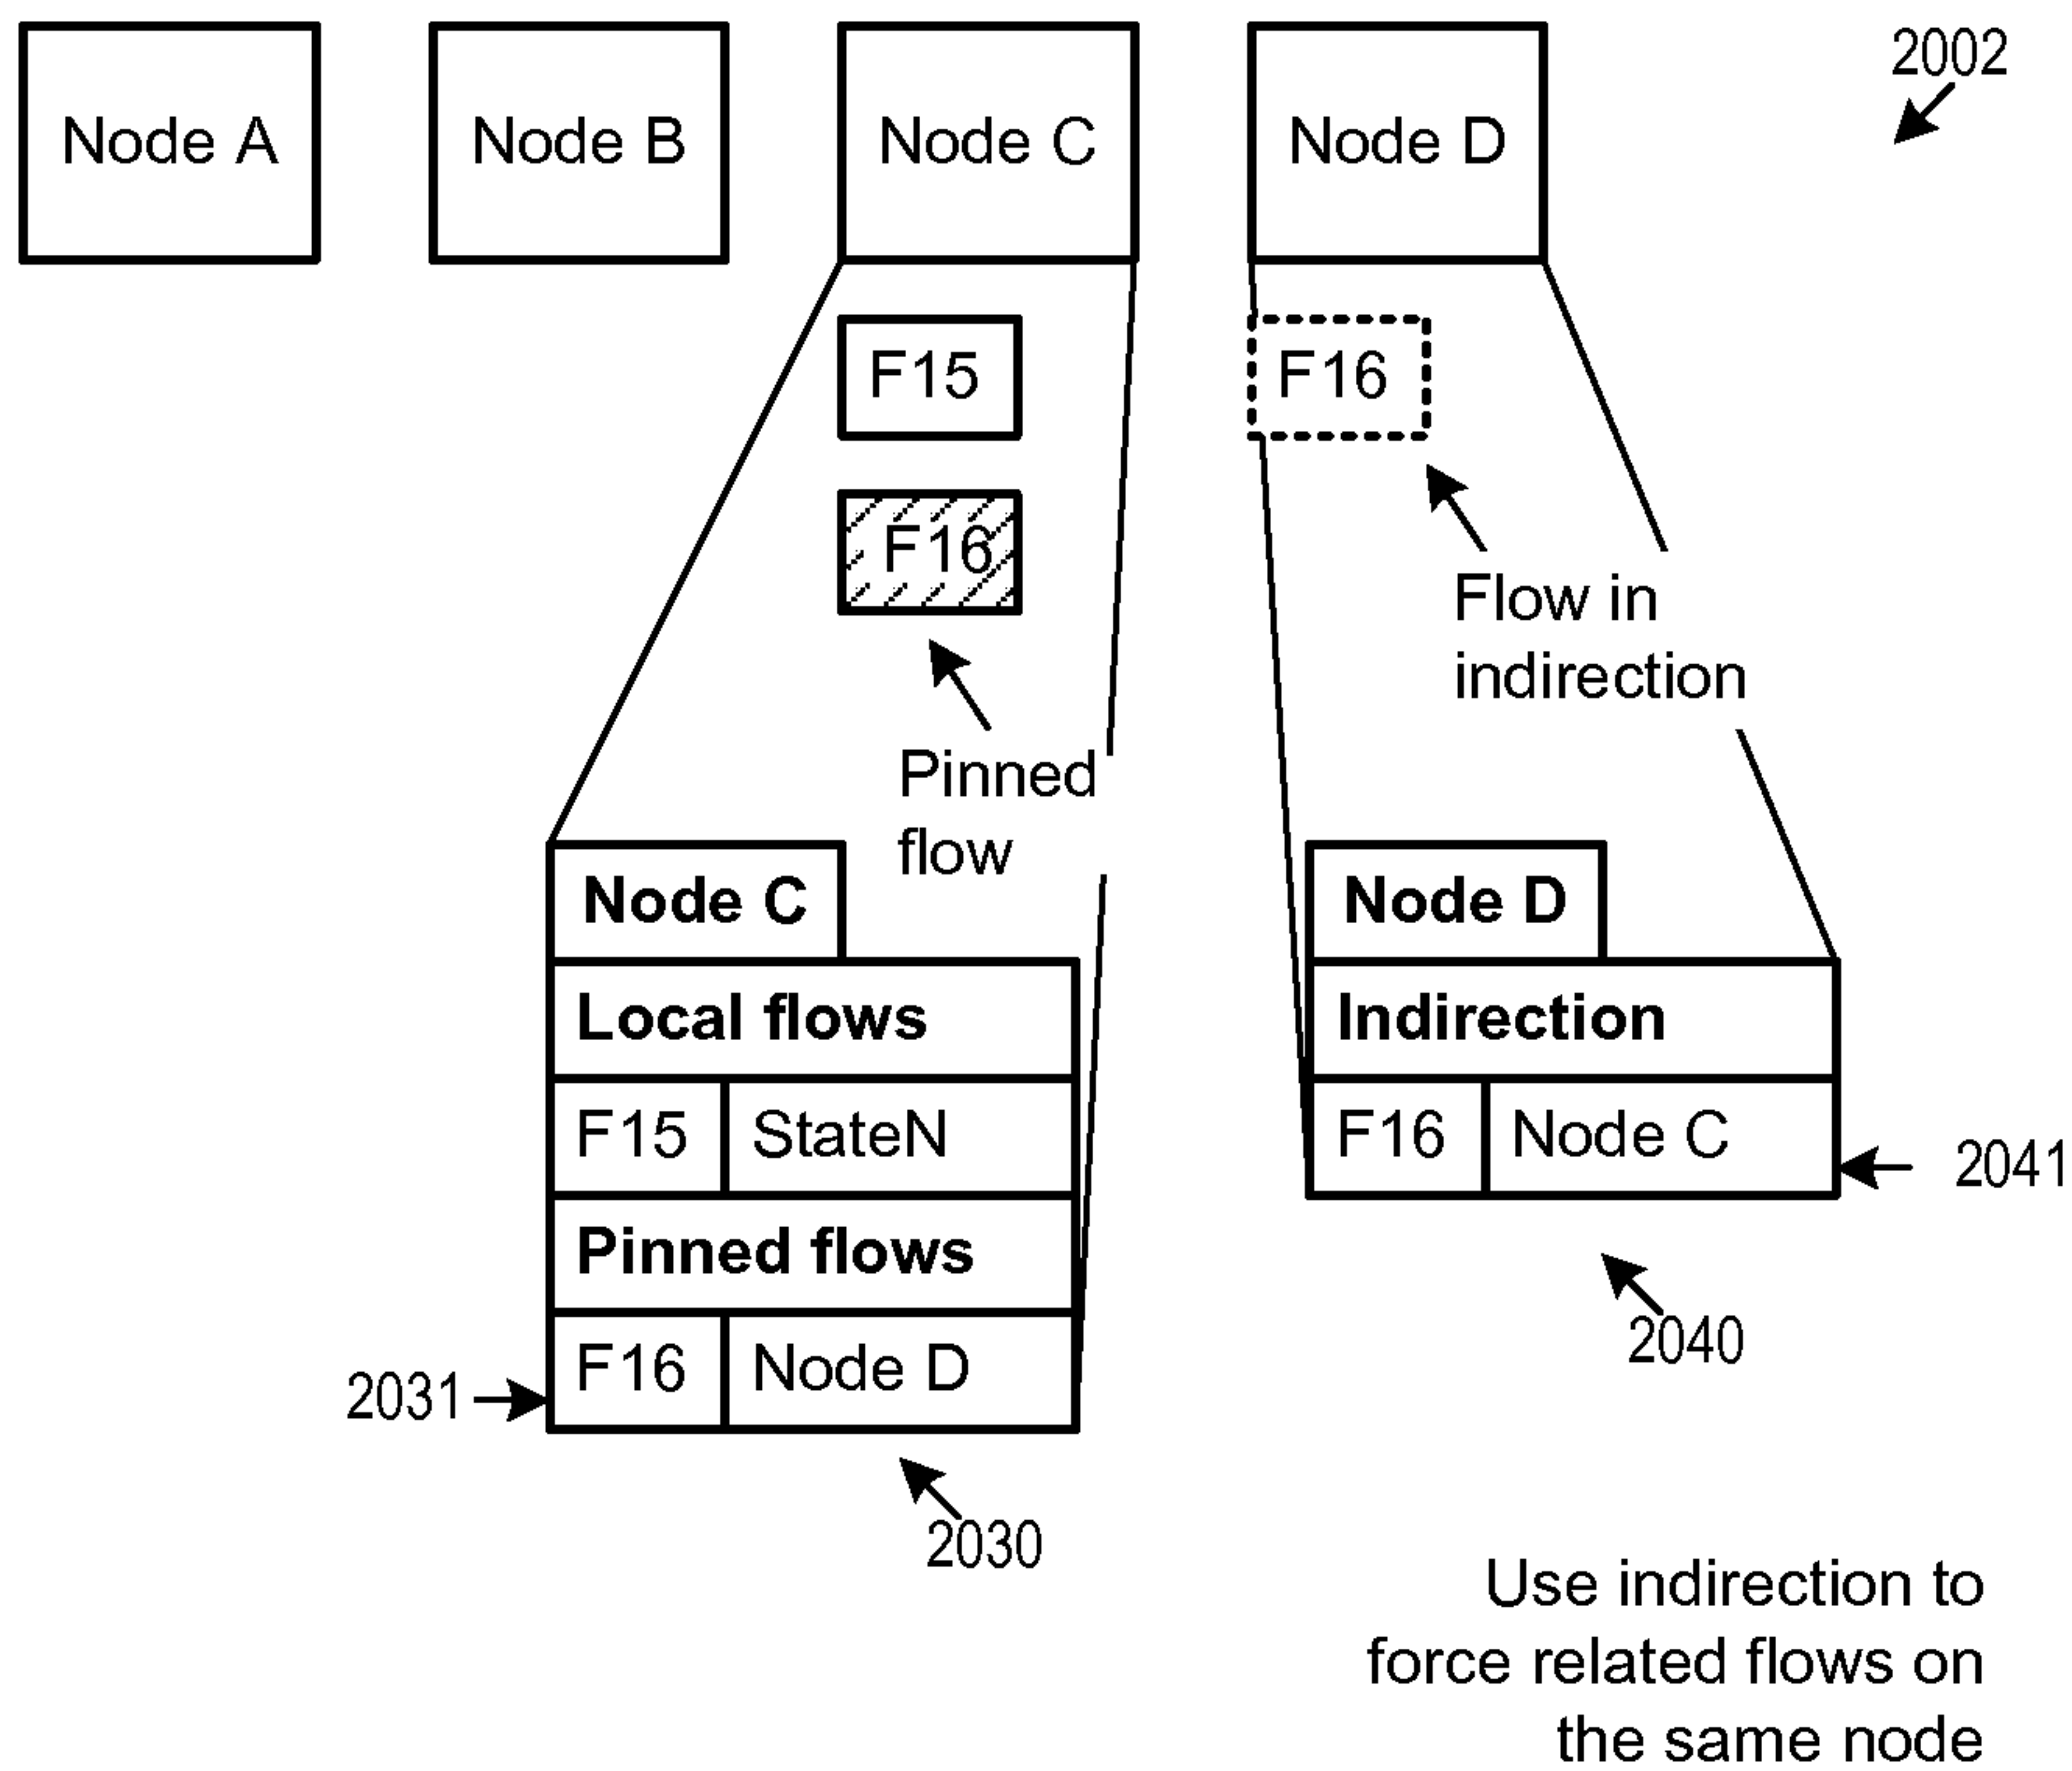 2002
Node A
Node B
Node C
Node D
F15
F16
F16
Flow in
indirection
Pinned
flow
Node C
Local flows
F15 StateN
Pinned flows
F16 Node D
2031
2030
Node D
Indirection
F16 Node C
2041
2040
Use indirection to
force related flows on
the same node